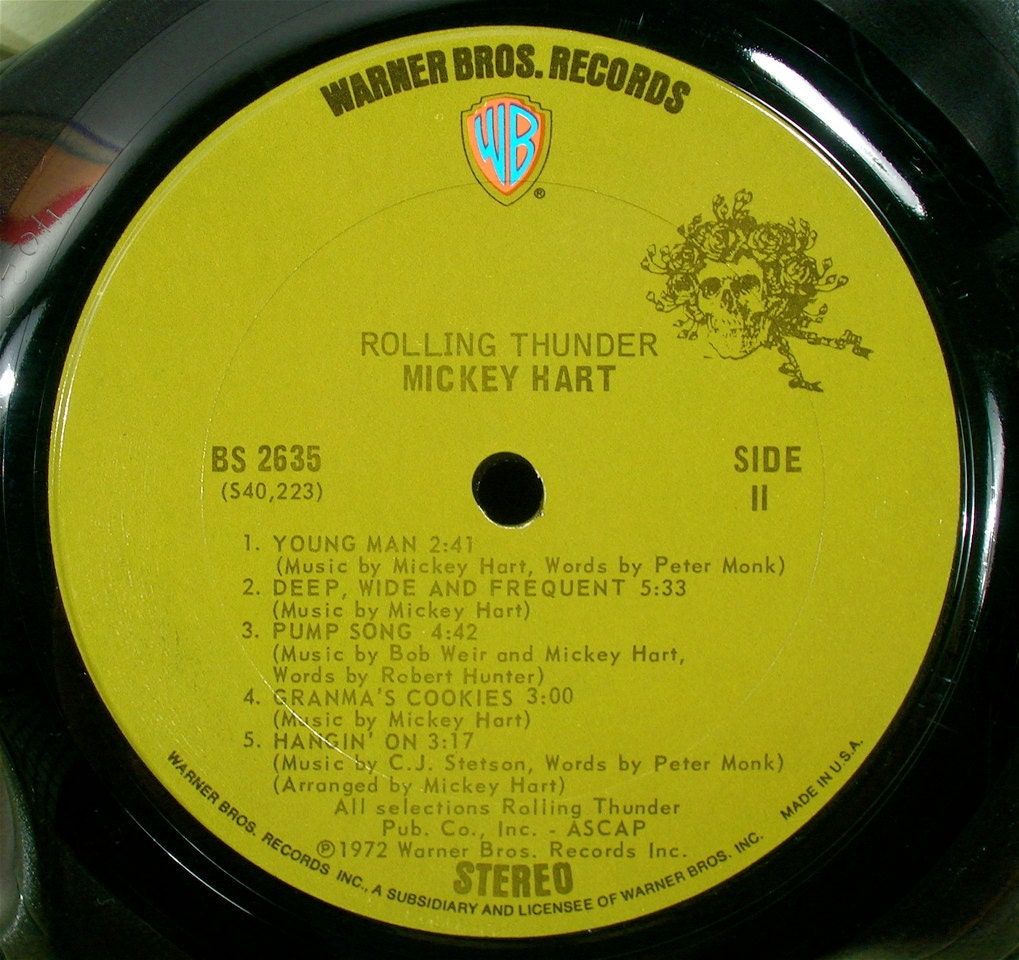 WARNER BROS. RECORDS
WB
®
ROLLING THUNDER
MICKEY HART
BS 2635
(S40,223)
SIDE
II
1. YOUNG MAN 2:41
(Music by Mickey Hart, Words by Peter Monk)
2. DEEP, WIDE AND FREQUENT 5:33
(Music by Mickey Hart)
3. PUMP SONG 4:42
(Music by Bob Weir and Mickey Hart,
Words by Robert Hunter)
4. GRANMA'S COOKIES 3:00
(Music by Mickey Hart)
5. HANGIN' ON 3:17
(Music by C.J. Stetson, Words by Peter Monk)
(Arranged by Mickey Hart)
All selections Rolling Thunder
Pub. Co., Inc. - ASCAP
℗1972 Warner Bros. Records Inc.
STEREO
WARNER BROS. RECORDS INC., A SUBSIDIARY AND LICENSEE OF WARNER BROS. INC. MADE IN U.S.A.